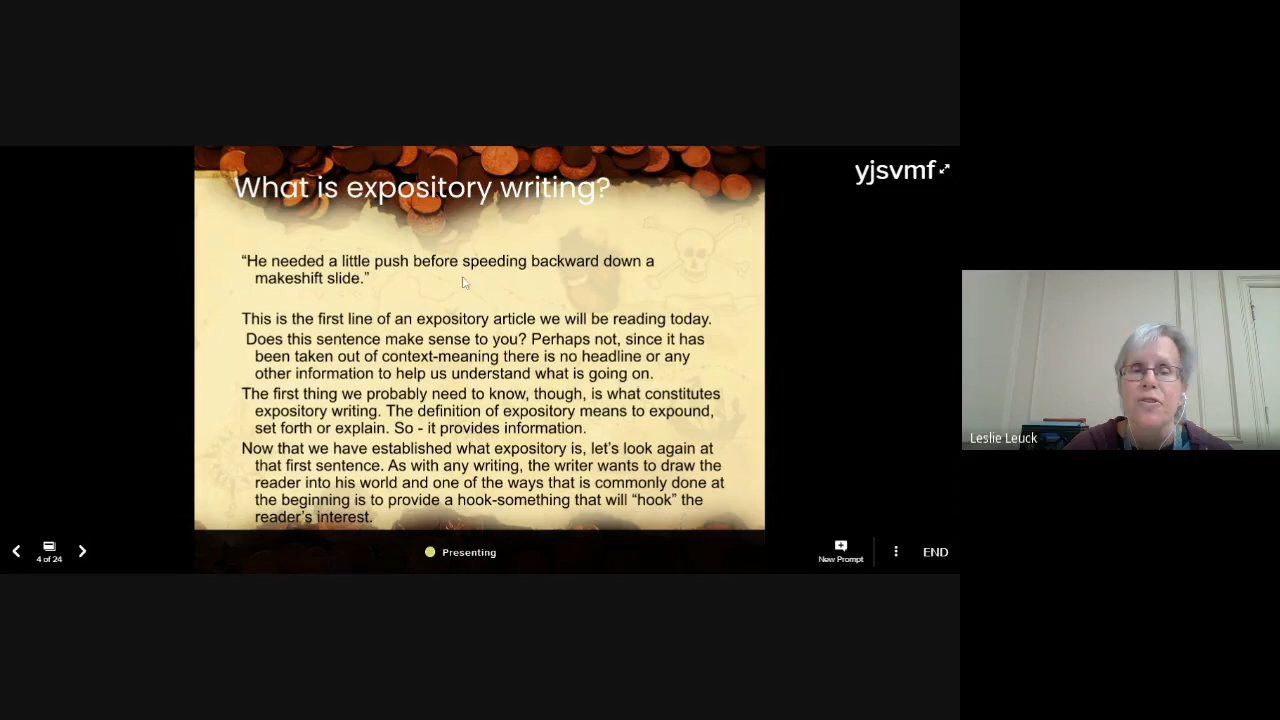 What is expository writing?
yjsvmf
“He needed a little push before speeding backward down a
makeshift slide.”
This is the first line of an expository article we will be reading today.
Does this sentence make sense to you? Perhaps not, since it has
been taken out of context-meaning there is no headline or any
other information to help us understand what is going on.
The first thing we probably need to know, though, is what constitutes
expository writing. The definition of expository means to expound,
set forth or explain. So - it provides information.
Now that we have established what expository is, let’s look again at
that first sentence. As with any writing, the writer wants to draw the
reader into his world and one of the ways that is commonly done at
the beginning is to provide a hook-something that will “hook” the
reader’s interest.
Leslie Leuck
4 of 24
Presenting
New Prompt
END